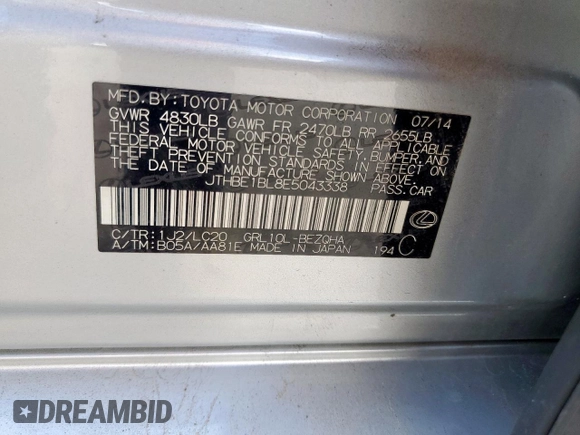 MFD.BY:TOYOTA MOTOR CORPORATION 07/14
GVWR 4830LB GAWR FR 2470LB RR 2655LB
THIS VEHICLE CONFORMS TO ALL APPLICABLE
FEDERAL MOTOR VEHICLE SAFETY, BUMPER, AND
THEFT PREVENTION STANDARDS IN EFFECT ON
THE DATE OF MANUFACTURE SHOWN ABOVE.
JTHBE1BL8E5043338 PASS.CAR
C/TR:1J2/LC20 GRL10L-BEZQHA
A/TM:B05A/AA81E MADE IN JAPAN 194 C
DREAMBID